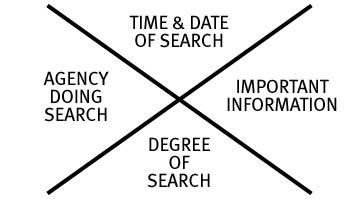 TIME & DATE
OF SEARCH
AGENCY
DOING
SEARCH
IMPORTANT
INFORMATION
DEGREE
OF
SEARCH